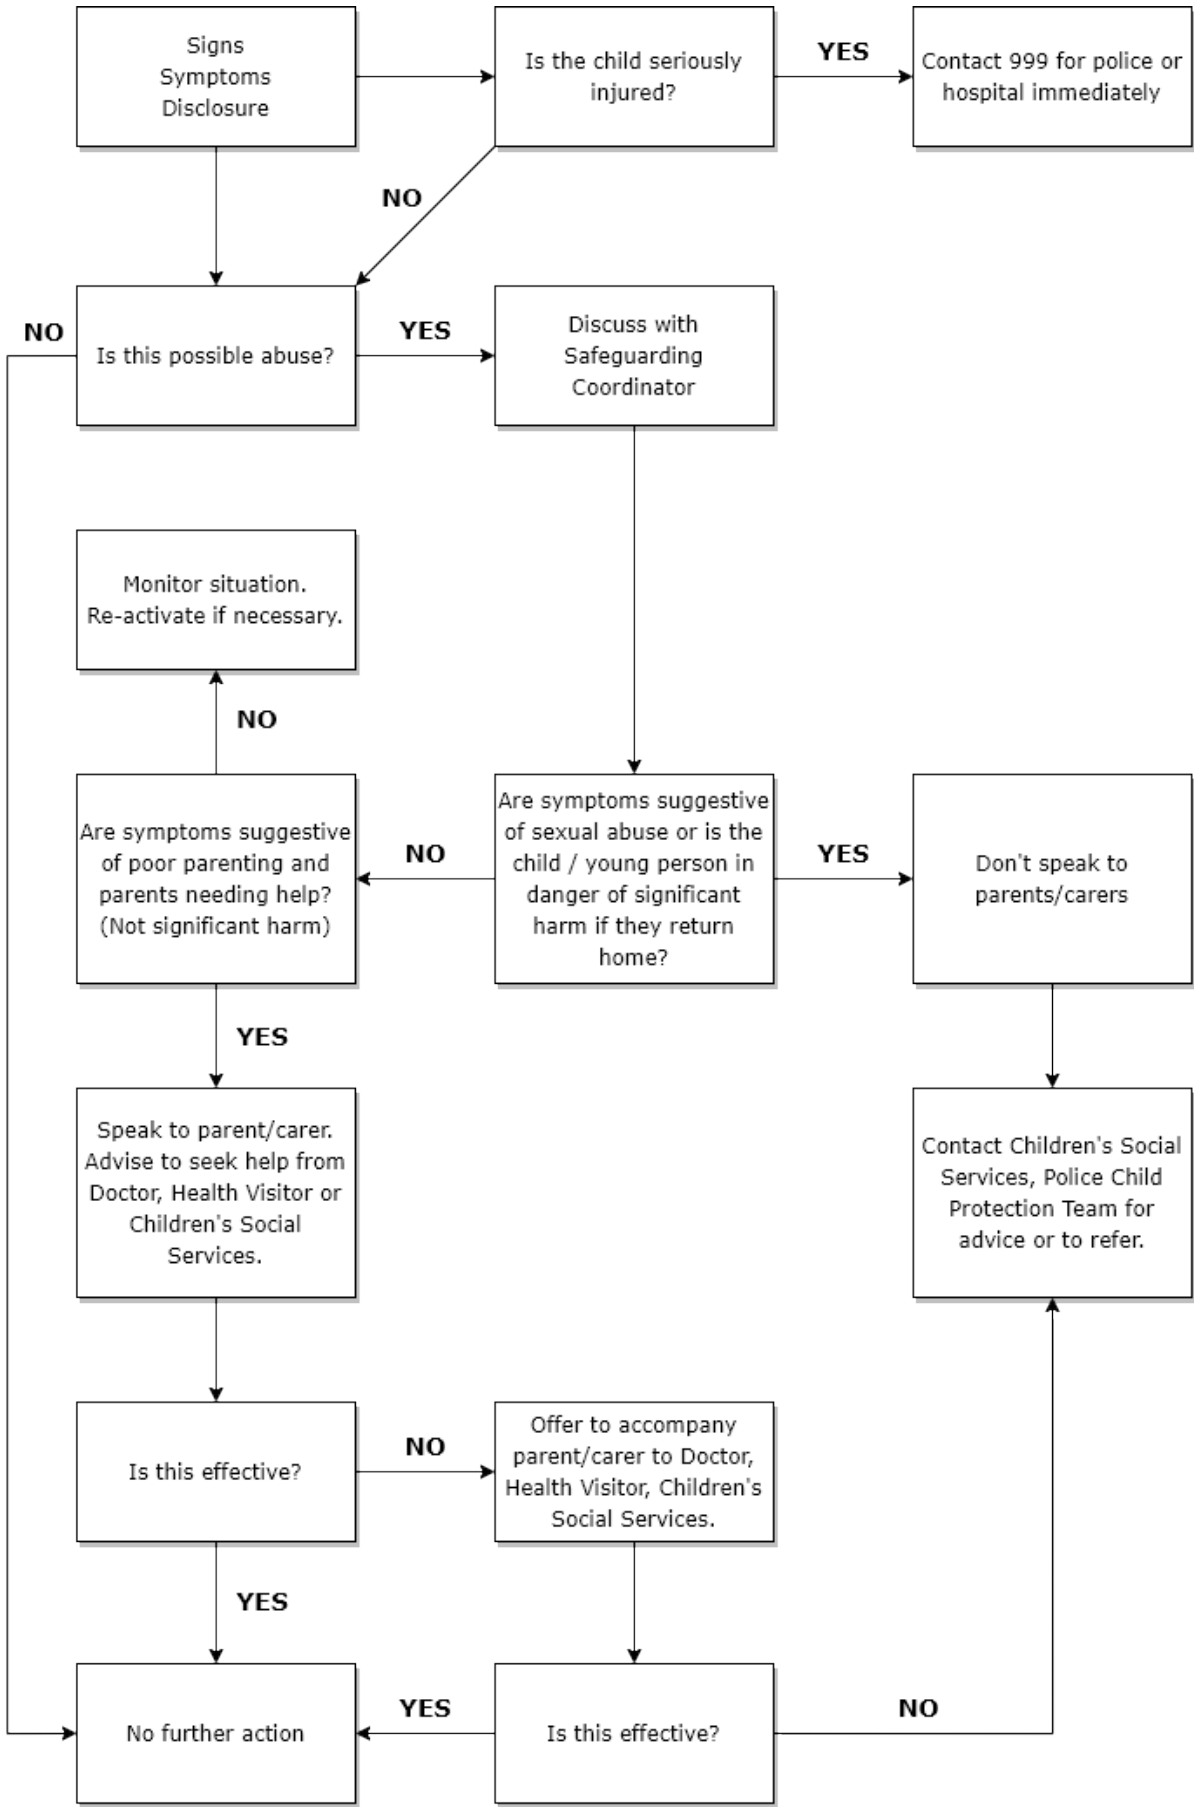 Signs
Symptoms
Disclosure
Is the child seriously
injured?
YES
Contact 999 for police or
hospital immediately
NO
NO
Is this possible abuse?
YES
Discuss with
Safeguarding
Coordinator
Monitor situation.
Re-activate if necessary.
NO
Are symptoms suggestive
of poor parenting and
parents needing help?
(Not significant harm)
NO
Are symptoms suggestive
of sexual abuse or is the
child / young person in
danger of significant
harm if they return
home?
YES
Don't speak to
parents/carers
YES
Speak to parent/carer.
Advise to seek help from
Doctor, Health Visitor or
Children's Social
Services.
Contact Children's Social
Services, Police Child
Protection Team for
advice or to refer.
Is this effective?
NO
Offer to accompany
parent/carer to Doctor,
Health Visitor, Children's
Social Services.
YES
No further action
YES
Is this effective?
NO